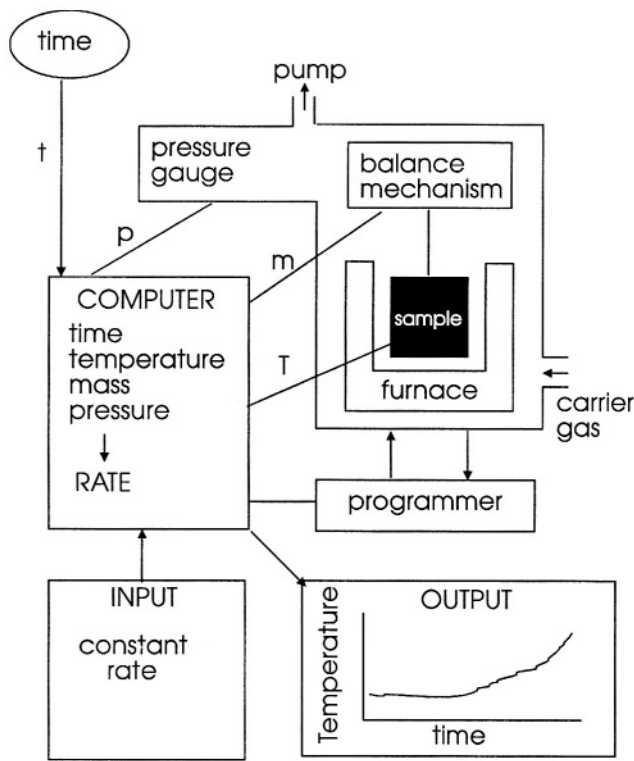 time
t
pump
pressure
gauge
balance
mechanism
p
m
COMPUTER
time
temperature
mass
pressure
RATE
T
sample
furnace
carrier
gas
programmer
INPUT
constant
rate
OUTPUT
Temperature
time